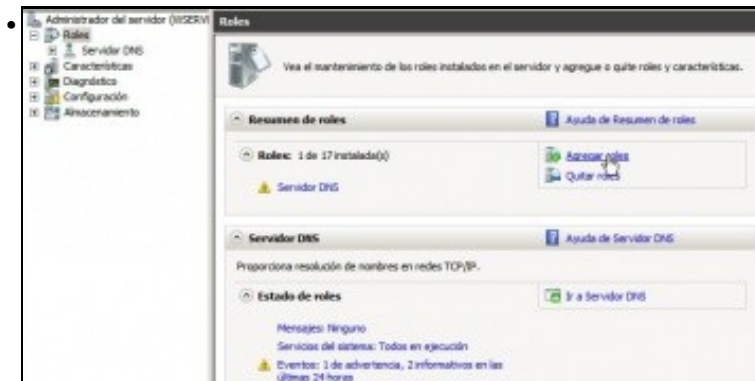 Administrador del servidor (WSERVI
Roles
Servidor DNS
Características
Diagnóstico
Configuración
Almacenamiento
Roles
Vea el mantenimiento de los roles instalados en el servidor y agregue o quite roles y características.
Resumen de roles
Ayuda de Resumen de roles
Roles: 1 de 17 instalada(s)
Agregar roles
Quitar roles
Servidor DNS
Servidor DNS
Ayuda de Servidor DNS
Proporciona resolución de nombres en redes TCP/IP.
Estado de roles
Ir a Servidor DNS
Mensajes: Ninguno
Servicios del sistema: Todos en ejecución
Eventos: 1 de advertencia, 2 informativos en las
últimas 24 horas